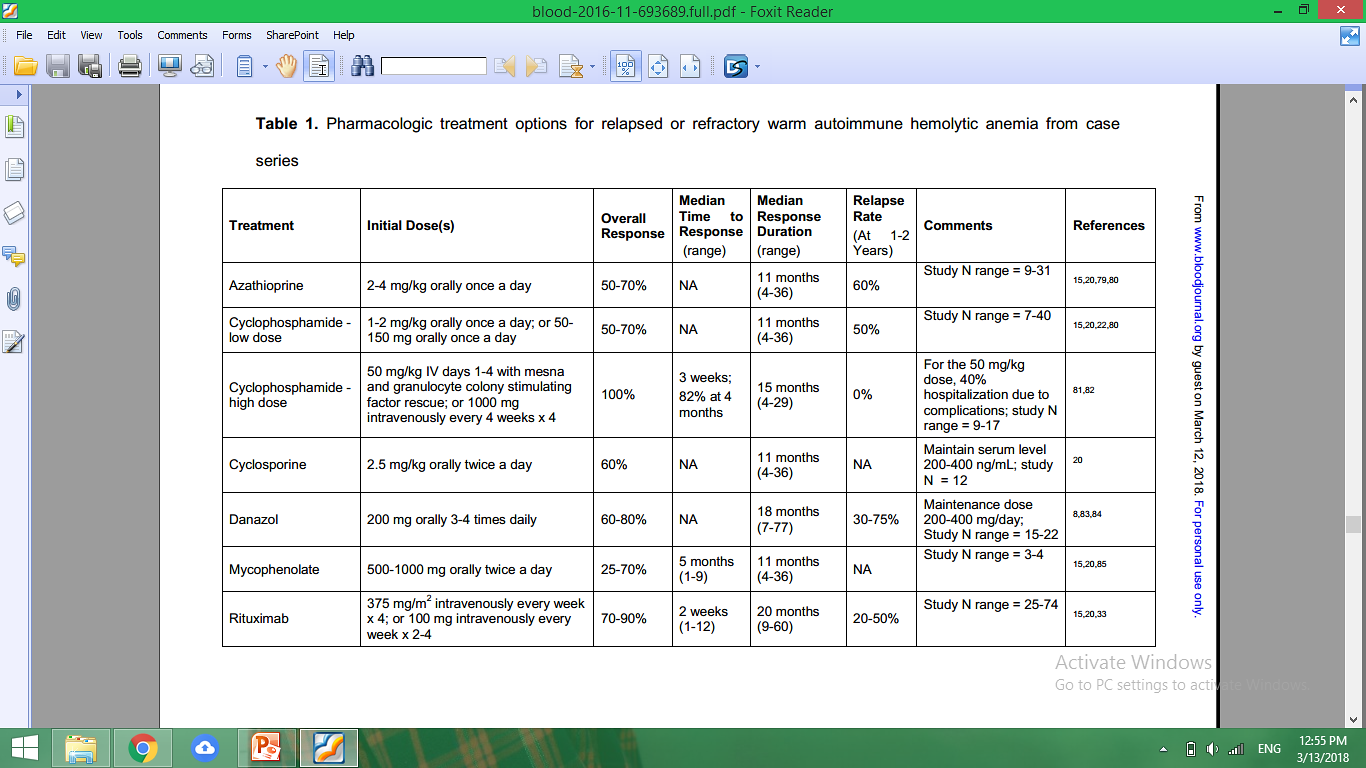 blood-2016-11-693689.full.pdf - Foxit Reader
File Edit View Tools Comments Forms SharePoint Help
Table 1. Pharmacologic treatment options for relapsed or refractory warm autoimmune hemolytic anemia from case
series
Treatment
Initial Dose(s)
Overall
Response
Median
Time to
Response
(range)
Median
Response
Duration
(range)
Relapse
Rate
(At 1-2
Years)
Comments
References
Azathioprine
2-4 mg/kg orally once a day
50-70%
NA
11 months
(4-36)
60%
Study N range = 9-31
15,20,79,80
Cyclophosphamide -
low dose
1-2 mg/kg orally once a day; or 50-
150 mg orally once a day
50-70%
NA
11 months
(4-36)
50%
Study N range = 7-40
15,20,22,80
Cyclophosphamide -
high dose
50 mg/kg IV days 1-4 with mesna
and granulocyte colony stimulating
factor rescue; or 1000 mg
intravenously every 4 weeks x 4
100%
3 weeks;
82% at 4
months
15 months
(4-29)
0%
For the 50 mg/kg
dose, 40%
hospitalization due to
complications; study N
range = 9-17
81,82
Cyclosporine
2.5 mg/kg orally twice a day
60%
NA
11 months
(4-36)
NA
Maintain serum level
200-400 ng/mL; study
N = 12
20
Danazol
200 mg orally 3-4 times daily
60-80%
NA
18 months
(7-77)
30-75%
Maintenance dose
200-400 mg/day;
Study N range = 15-22
8,83,84
Mycophenolate
500-1000 mg orally twice a day
25-70%
5 months
(1-9)
11 months
(4-36)
NA
Study N range = 3-4
15,20,85
Rituximab
375 mg/m² intravenously every week
x 4; or 100 mg intravenously every
week x 2-4
70-90%
2 weeks
(1-12)
20 months
(9-60)
20-50%
Study N range = 25-74
15,20,33
From www.bloodjournal.org by guest on March 12, 2018. For personal use only.
Activate Windows
Go to PC settings to activate Windows.
ENG
12:55 PM
3/13/2018